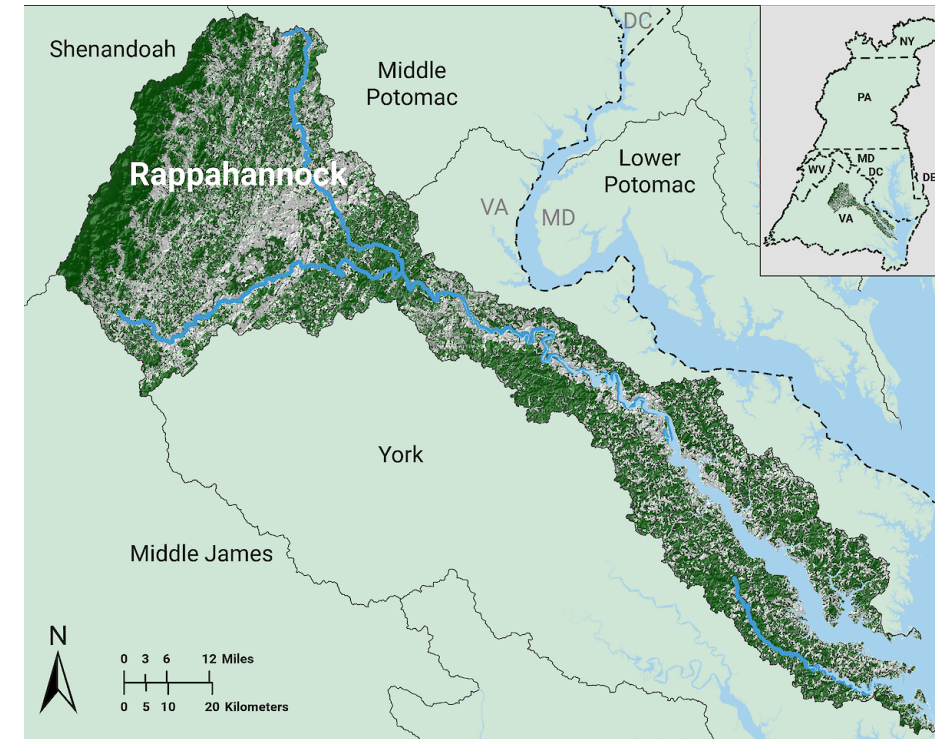 Shenandoah
DC
Middle
Potomac
NY
PA
Lower
Potomac
MD
WV
DC
DE
Rappahannock
VA
MD
VA
York
Middle James
N
0 3 6 12 Miles
0 5 10 20 Kilometers